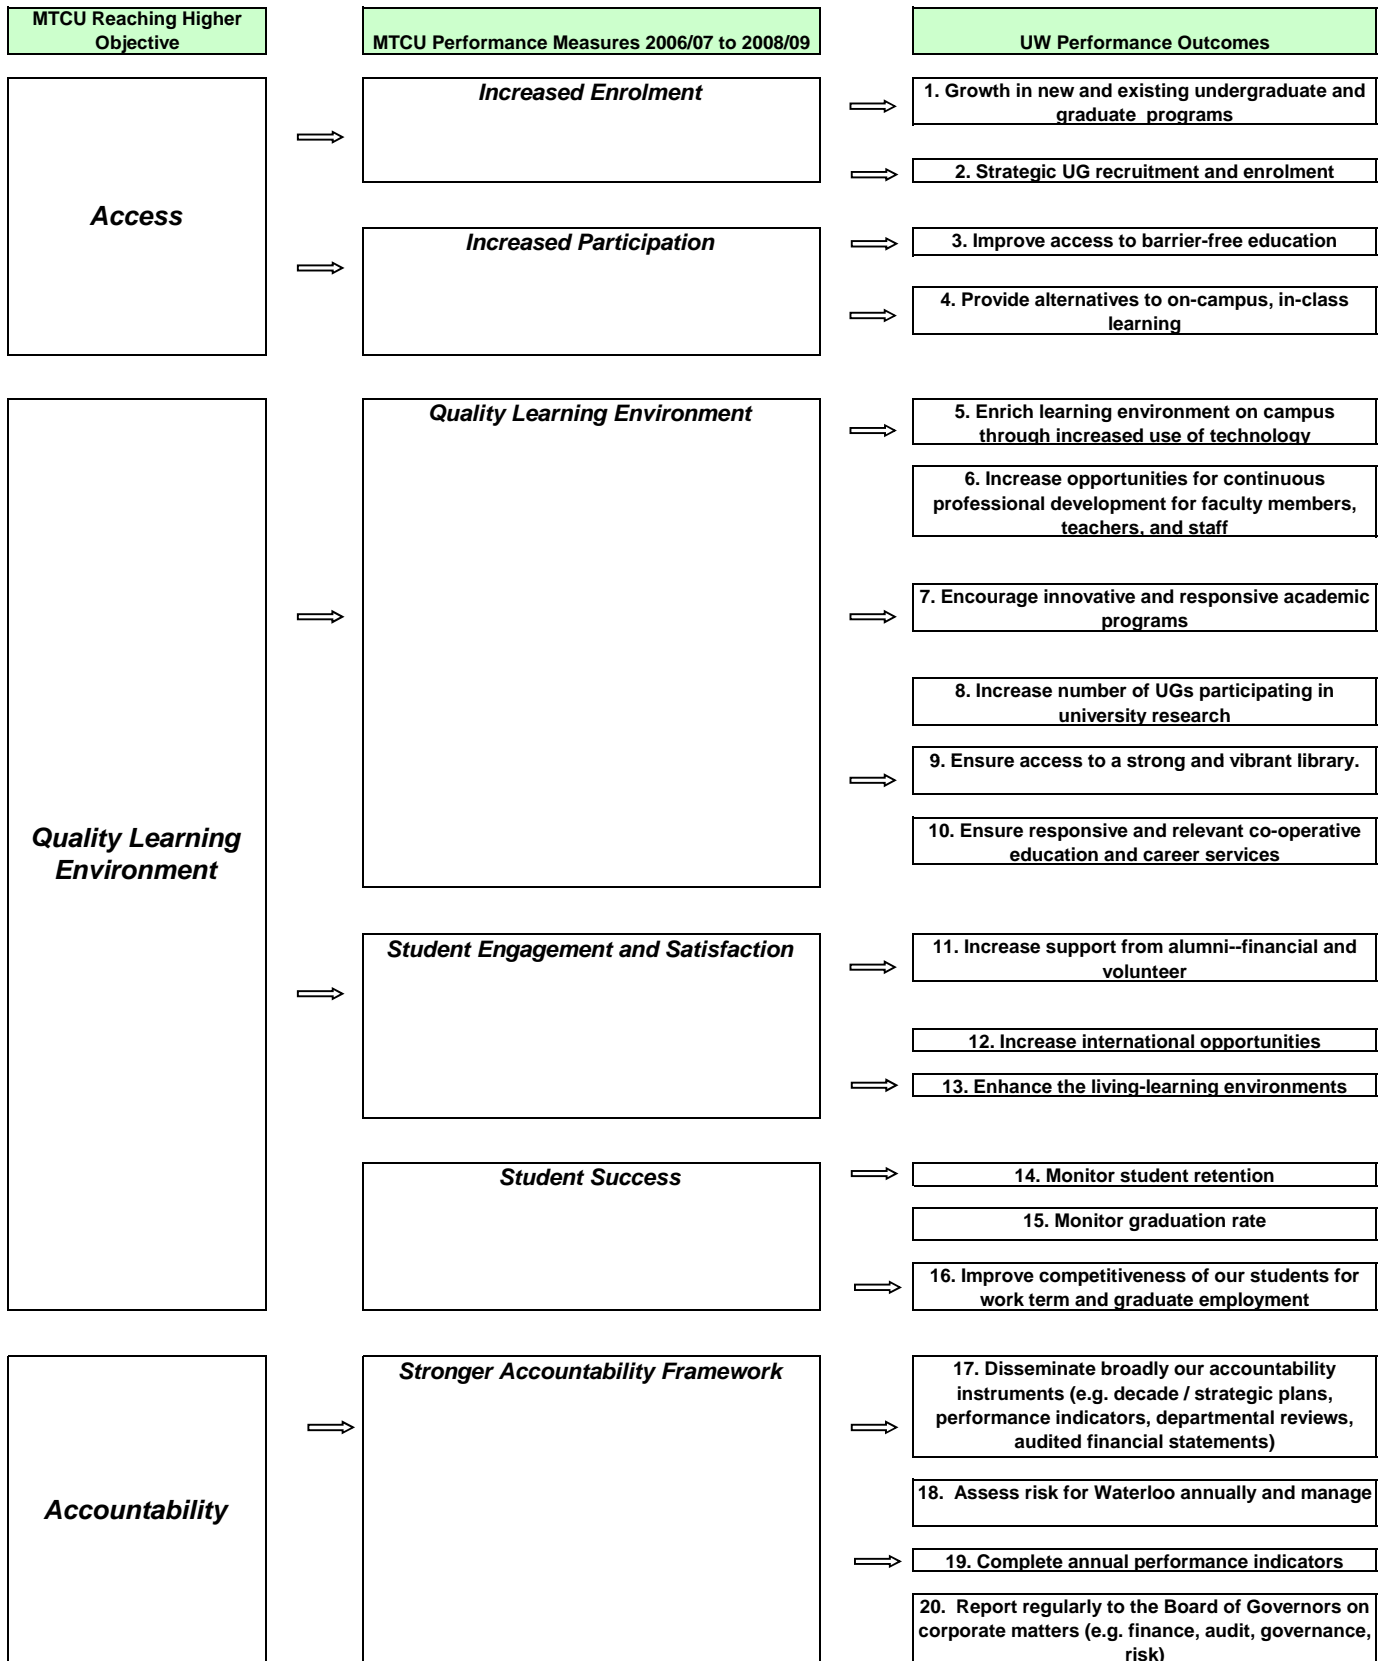 MTCU Reaching Higher
Objective
MTCU Performance Measures 2006/07 to 2008/09
UW Performance Outcomes
Access
Increased Enrolment
1. Growth in new and existing undergraduate and
graduate  programs
2. Strategic UG recruitment and enrolment
Increased Participation
3. Improve access to barrier-free education
4. Provide alternatives to on-campus, in-class
learning
Quality Learning
Environment
Quality Learning Environment
5. Enrich learning environment on campus
through increased use of technology
6. Increase opportunities for continuous
professional development for faculty members,
teachers, and staff
7. Encourage innovative and responsive academic
programs
8. Increase number of UGs participating in
university research
9. Ensure access to a strong and vibrant library.
10. Ensure responsive and relevant co-operative
education and career services
Student Engagement and Satisfaction
11. Increase support from alumni--financial and
volunteer
12. Increase international opportunities
13. Enhance the living-learning environments
Student Success
14. Monitor student retention
15. Monitor graduation rate
16. Improve competitiveness of our students for
work term and graduate employment
Accountability
Stronger Accountability Framework
17. Disseminate broadly our accountability
instruments (e.g. decade / strategic plans,
performance indicators, departmental reviews,
audited financial statements)
18.  Assess risk for Waterloo annually and manage
19. Complete annual performance indicators
20.  Report regularly to the Board of Governors on
corporate matters (e.g. finance, audit, governance,
risk)